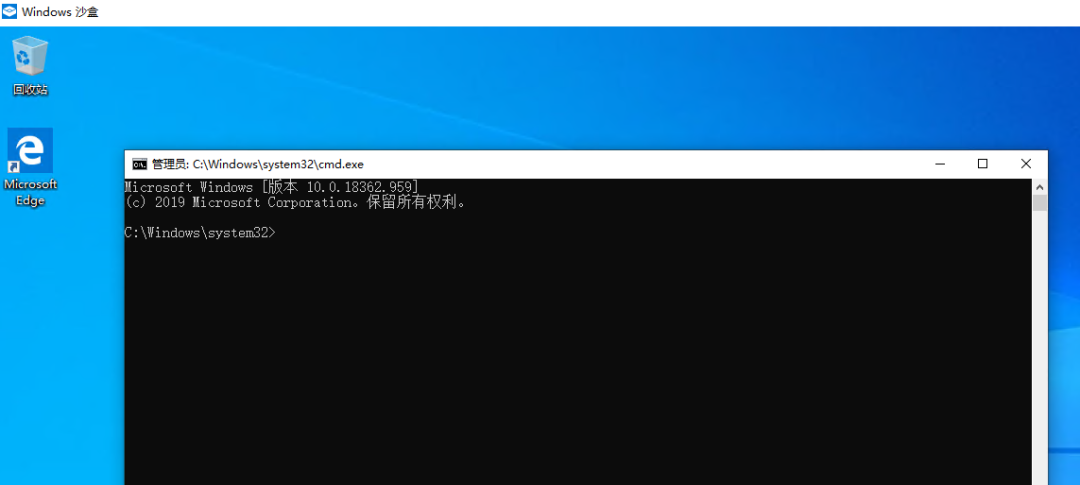 Windows 沙盒
回收站
Microsoft
Edge
管理员: C:\Windows\system32\cmd.exe
Microsoft Windows [版本 10.0.18362.959]
(c) 2019 Microsoft Corporation。保留所有权利。
C:\Windows\system32>